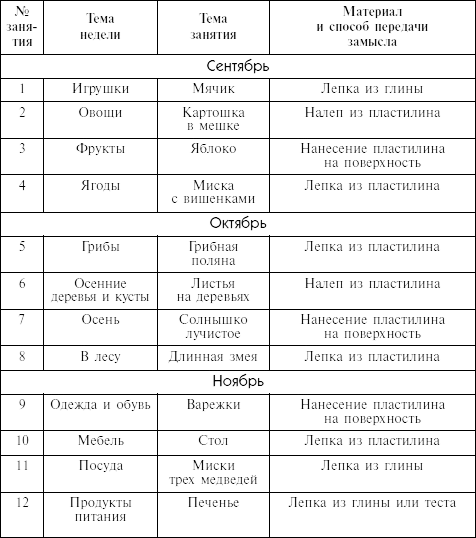 № заня- тия | Тема недели | Тема занятия | Материал и способ передачи замысла
Сентябрь
1 | Игрушки | Мячик | Лепка из глины
2 | Овощи | Картошка в мешке | Налеп из пластилина
3 | Фрукты | Яблоко | Нанесение пластилина на поверхность
4 | Ягоды | Миска с вишенками | Лепка из пластилина
Октябрь
5 | Грибы | Грибная поляна | Лепка из пластилина
6 | Осенние деревья и кусты | Листья на деревьях | Налеп из пластилина
7 | Осень | Солнышко лучистое | Нанесение пластилина на поверхность
8 | В лесу | Длинная змея | Лепка из пластилина
Ноябрь
9 | Одежда и обувь | Варежки | Нанесение пластилина на поверхность
10 | Мебель | Стол | Лепка из пластилина
11 | Посуда | Миски трех медведей | Лепка из глины
12 | Продукты питания | Печенье | Лепка из глины или теста